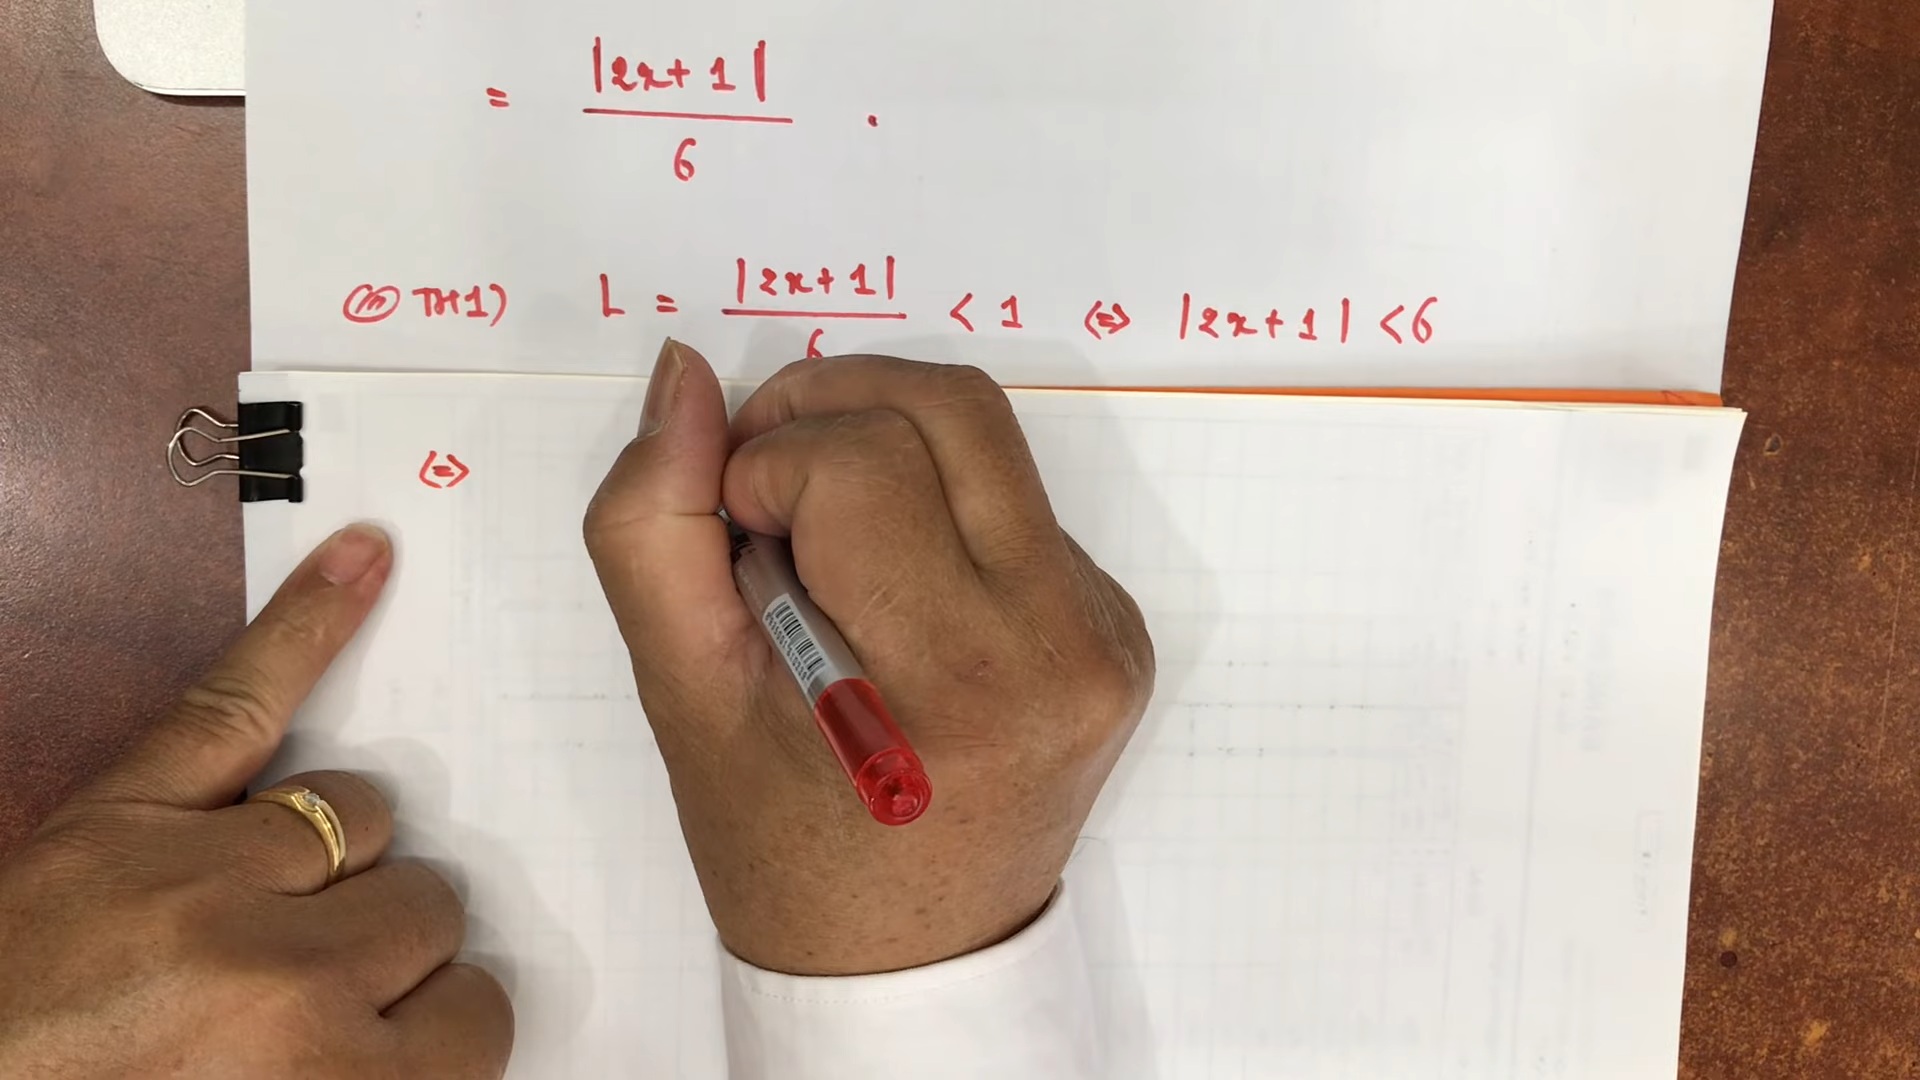 = |2x+1| / 6 .
(m) TH1) L = |2x+1| / 6 < 1 ⇔ |2x+1| < 6
⇔